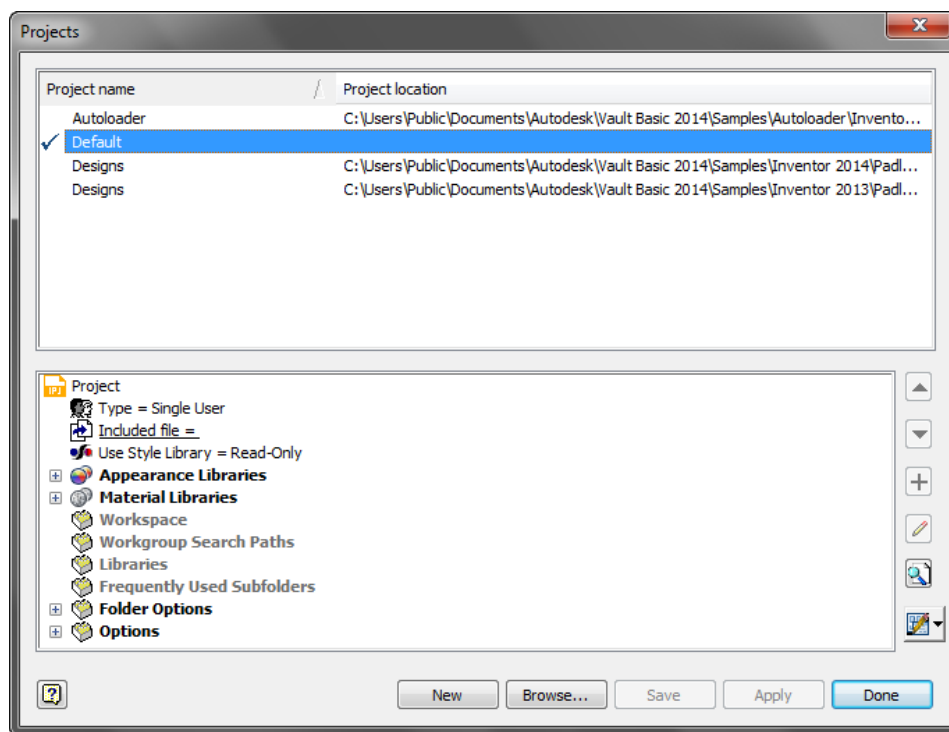 Projects
Project name / Project location
Autoloader C:\Users\Public\Documents\Autodesk\Vault Basic 2014\Samples\Autoloader\Invento...
Default
Designs C:\Users\Public\Documents\Autodesk\Vault Basic 2014\Samples\Inventor 2014\Padl...
Designs C:\Users\Public\Documents\Autodesk\Vault Basic 2014\Samples\Inventor 2013\Padl...
IPJ Project
Type = Single User
Included file =
Use Style Library = Read-Only
Appearance Libraries
Material Libraries
Workspace
Workgroup Search Paths
Libraries
Frequently Used Subfolders
Folder Options
Options
New Browse... Save Apply Done